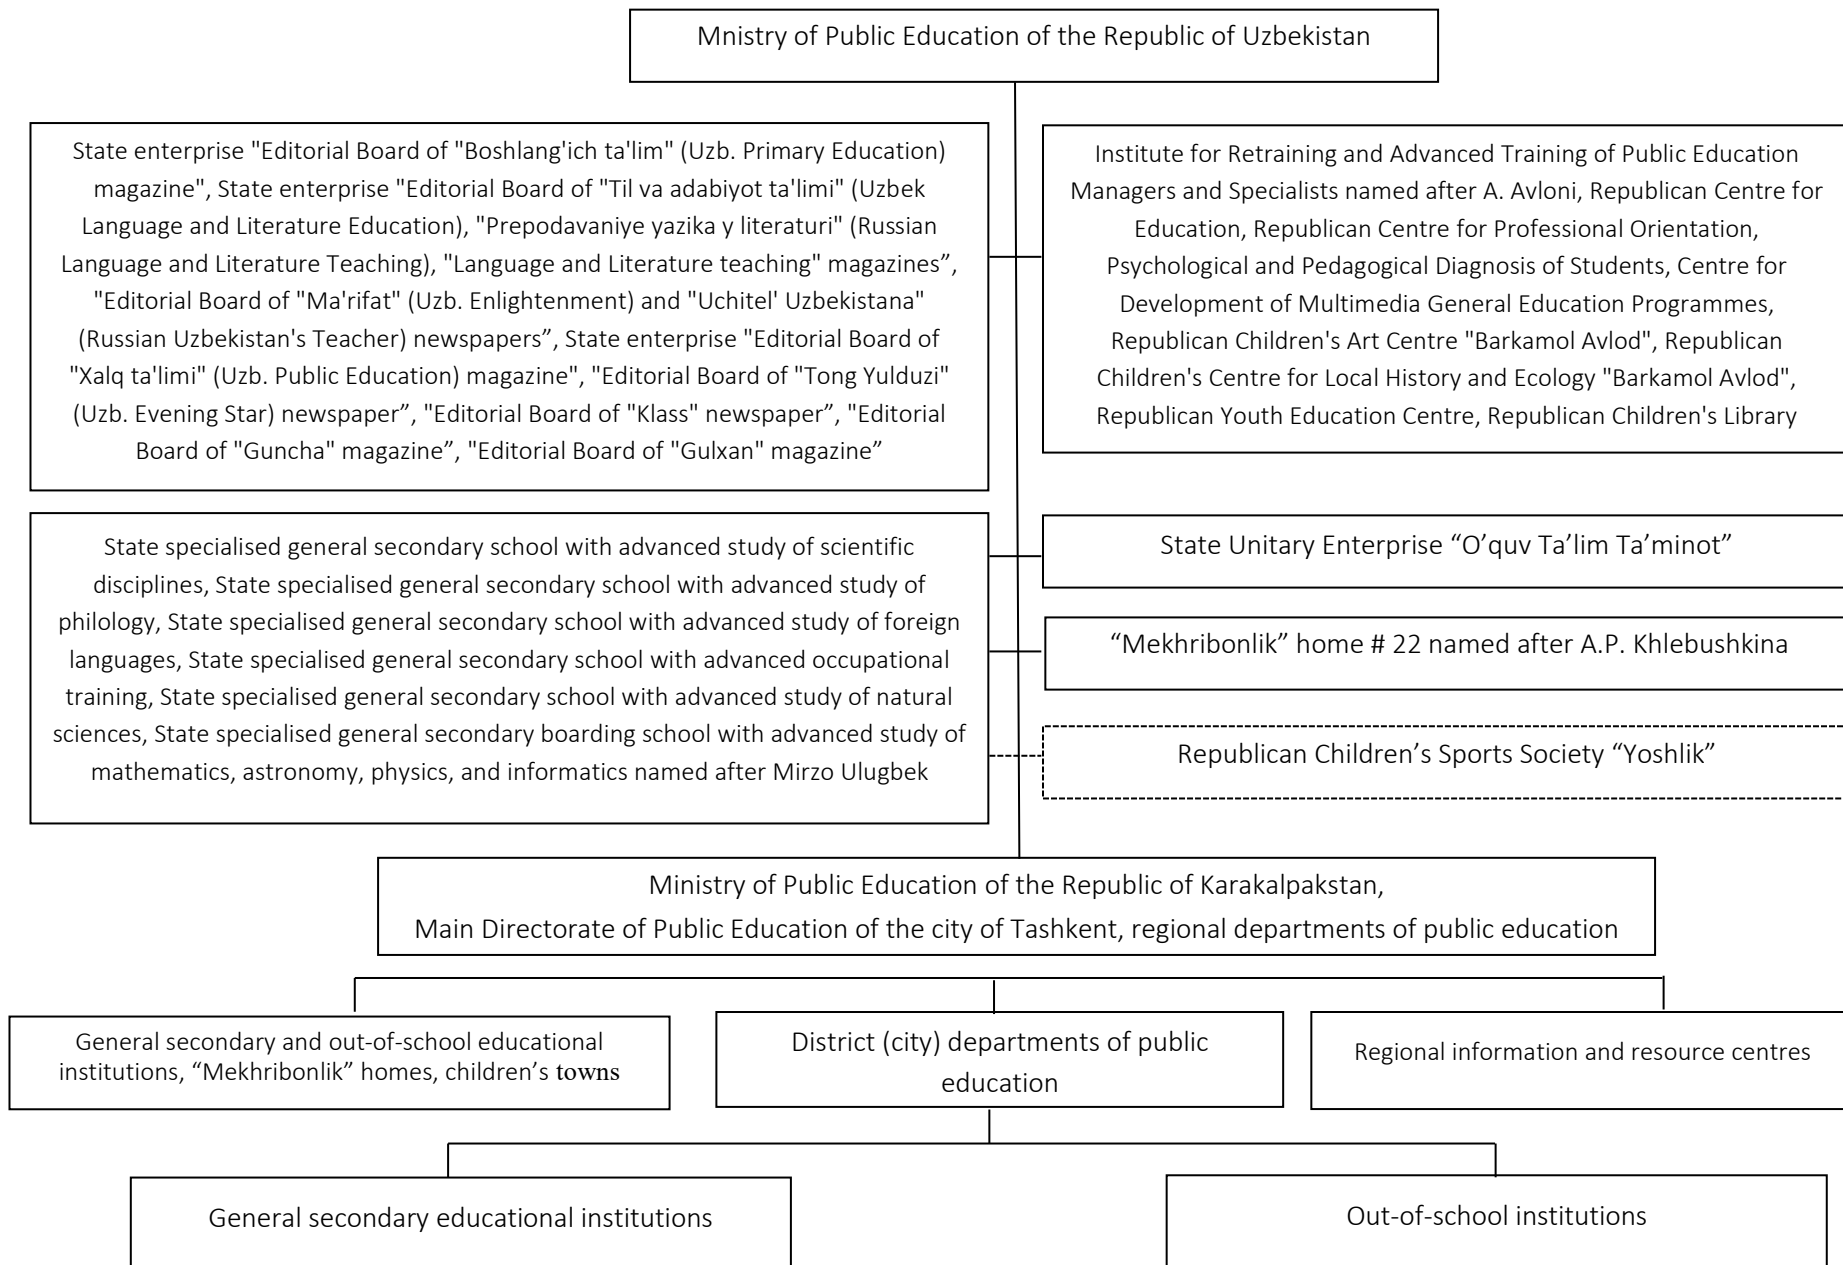 Mnistry of Public Education of the Republic of Uzbekistan
State enterprise "Editorial Board of "Boshlang'ich ta'lim" (Uzb. Primary Education)
magazine", State enterprise "Editorial Board of "Til va adabiyot ta'limi" (Uzbek
Language and Literature Education), "Prepodavaniye yazika y literaturi" (Russian
Language and Literature Teaching), "Language and Literature teaching" magazines”,
"Editorial Board of "Ma'rifat" (Uzb. Enlightenment) and "Uchitel' Uzbekistana"
(Russian Uzbekistan's Teacher) newspapers”, State enterprise "Editorial Board of
"Xalq ta'limi" (Uzb. Public Education) magazine", "Editorial Board of "Tong Yulduzi"
(Uzb. Evening Star) newspaper”, "Editorial Board of "Klass" newspaper”, "Editorial
Board of "Guncha" magazine”, "Editorial Board of "Gulxan" magazine”
Institute for Retraining and Advanced Training of Public Education
Managers and Specialists named after A. Avloni, Republican Centre for
Education, Republican Centre for Professional Orientation,
Psychological and Pedagogical Diagnosis of Students, Centre for
Development of Multimedia General Education Programmes,
Republican Children's Art Centre "Barkamol Avlod", Republican
Children's Centre for Local History and Ecology "Barkamol Avlod",
Republican Youth Education Centre, Republican Children's Library
State specialised general secondary school with advanced study of scientific
disciplines, State specialised general secondary school with advanced study of
philology, State specialised general secondary school with advanced study of foreign
languages, State specialised general secondary school with advanced occupational
training, State specialised general secondary school with advanced study of natural
sciences, State specialised general secondary boarding school with advanced study of
mathematics, astronomy, physics, and informatics named after Mirzo Ulugbek
State Unitary Enterprise “O’quv Ta’lim Ta’minot”
“Mekhribonlik” home # 22 named after A.P. Khlebushkina
Republican Children’s Sports Society “Yoshlik”
Ministry of Public Education of the Republic of Karakalpakstan,
Main Directorate of Public Education of the city of Tashkent, regional departments of public education
General secondary and out-of-school educational
institutions, “Mekhribonlik” homes, children’s towns
District (city) departments of public
education
Regional information and resource centres
General secondary educational institutions
Out-of-school institutions